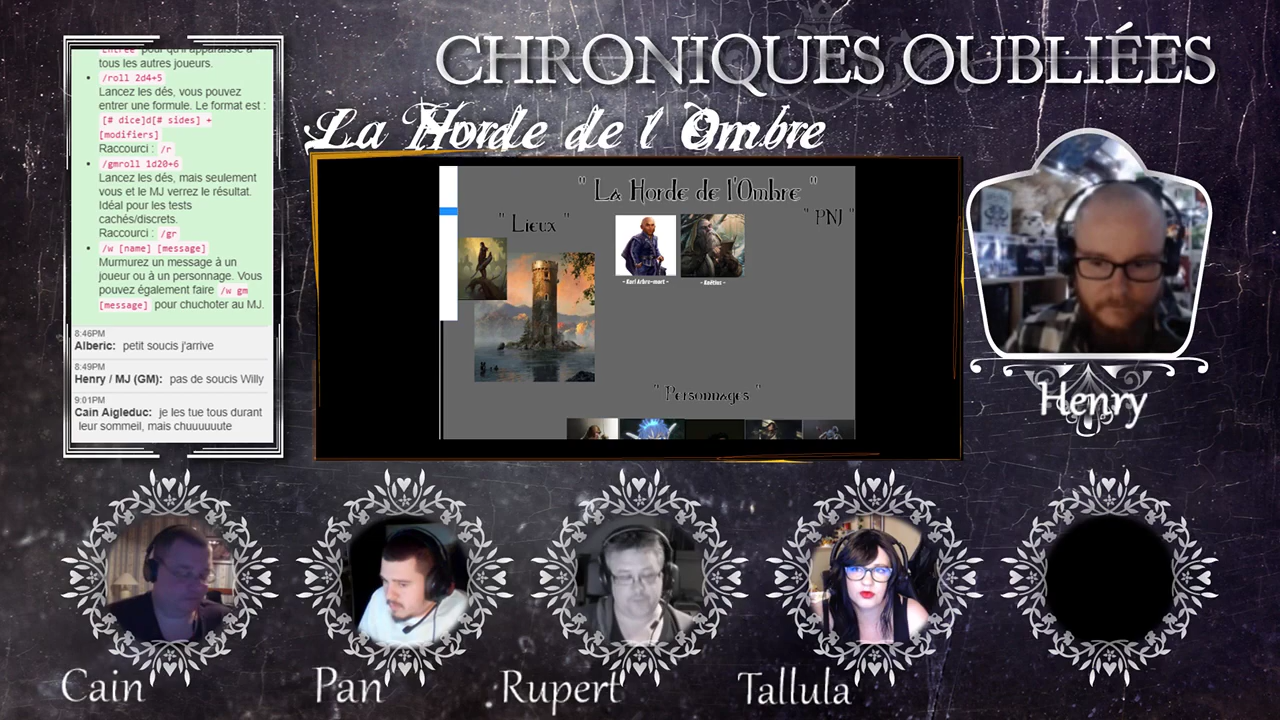 CHRONIQUES OUBLIÉES
La Horde de l'Ombre
Entrée pour qu'il apparaisse à
tous les autres joueurs.
/roll 2d4+5
Lancez les dés, vous pouvez
entrer une formule. Le format est :
[# dice]d[# sides] +
[modifiers]
Raccourci : /r
/gmroll 1d20+6
Lancez les dés, mais seulement
vous et le MJ verrez le résultat.
Idéal pour les tests
cachés/discrets.
Raccourci : /gr
/w [name] [message]
Murmurez un message à un
joueur ou à un personnage. Vous
pouvez également faire /w gm
[message] pour chuchoter au MJ.
8:46PM
Alberic: petit soucis j'arrive
8:49PM
Henry / MJ (GM): pas de soucis Willy
9:01PM
Cain Aigleduc: je les tue tous durant
leur sommeil, mais chuuuuuute
" La Horde de l'Ombre "
" Lieux "
" PNJ "
- Karl Arbre-mort -
" Personnages "
Henry
Cain
Pan
Rupert
Tallula